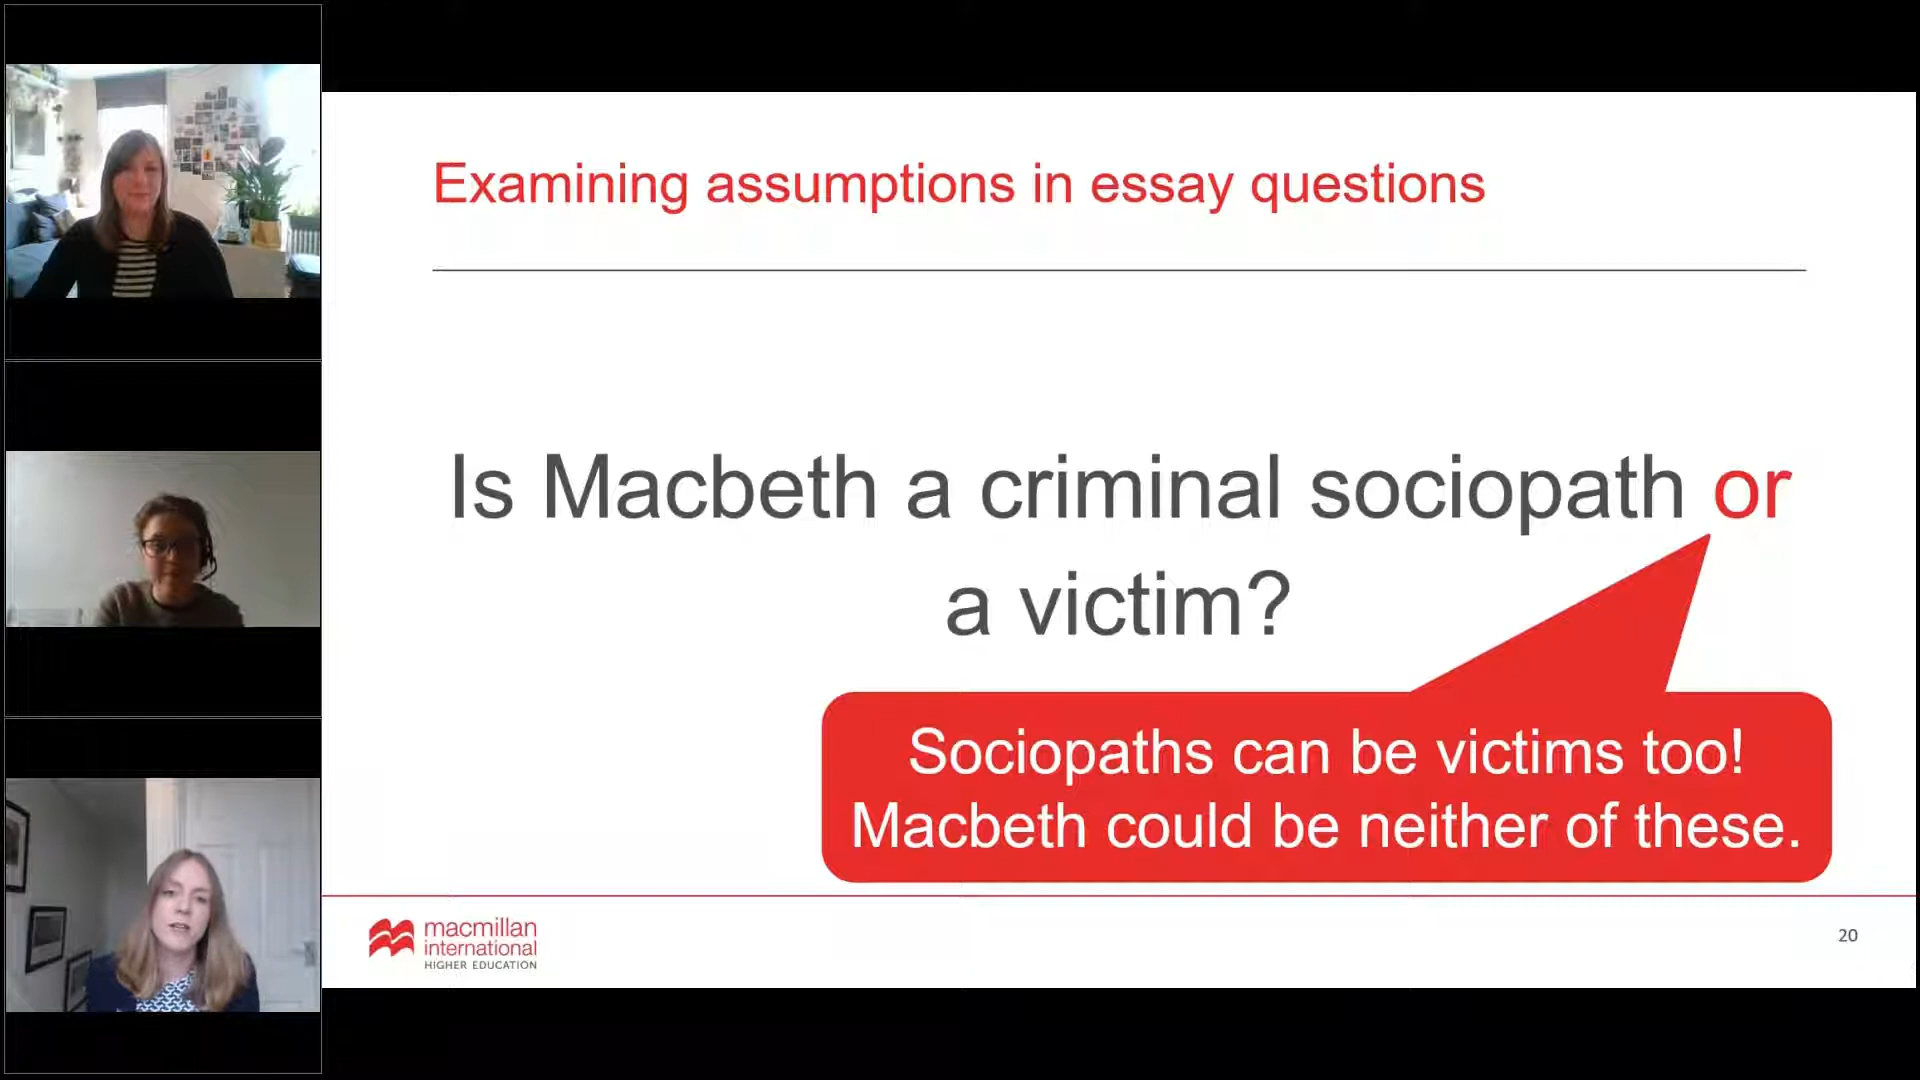 Examining assumptions in essay questions
Is Macbeth a criminal sociopath or
a victim?
Sociopaths can be victims too!
Macbeth could be neither of these.
macmillan
international
HIGHER EDUCATION
20